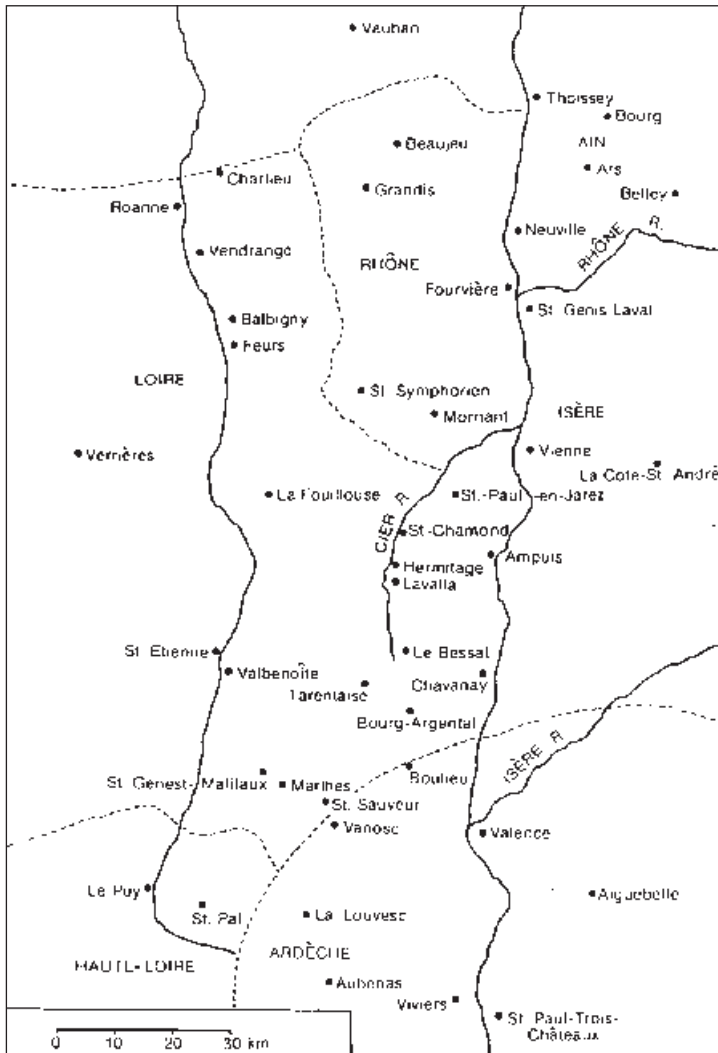 Vauban
Thoissey
Bourg
Beaujeu
AIN
Ars
Charlieu
Grandis
Belley
Roanne
Neuville
RHÔNE R.
Vendrange
RHÔNE
Fourvière
St Genis Laval
Balbigny
Feurs
LOIRE
St Symphorien
ISÈRE
Mornant
Verrières
Vienne
La Cote-St André
La Fouillouse
St.-Paul-en-Jarez
GIER R.
St-Chamond
Ampuis
Hermitage
Lavalla
St Etienne
Le Bessat
Valbenoîte
Chavanay
Tarentaise
Bourg-Argental
ISÈRE R.
Boulieu
St Genest-Malifaux
Marlhes
St. Sauveur
Vanosc
Valence
Le Puy
Aiguebelle
St. Pal
La Louvesc
HAUTE-LOIRE
ARDÈCHE
Aubenas
Viviers
St Paul-Trois-
Châteaux
0 10 20 30 km